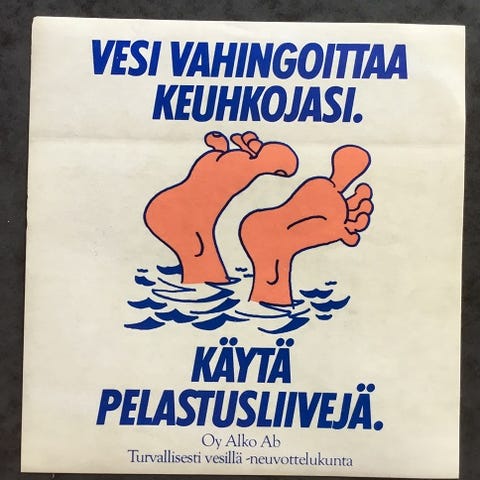 VESI VAHINGOITTAA
KEUHKOJASI.
KÄYTÄ
PELASTUSLIIVEJÄ.
Oy Alko Ab
Turvallisesti vesillä -neuvottelukunta